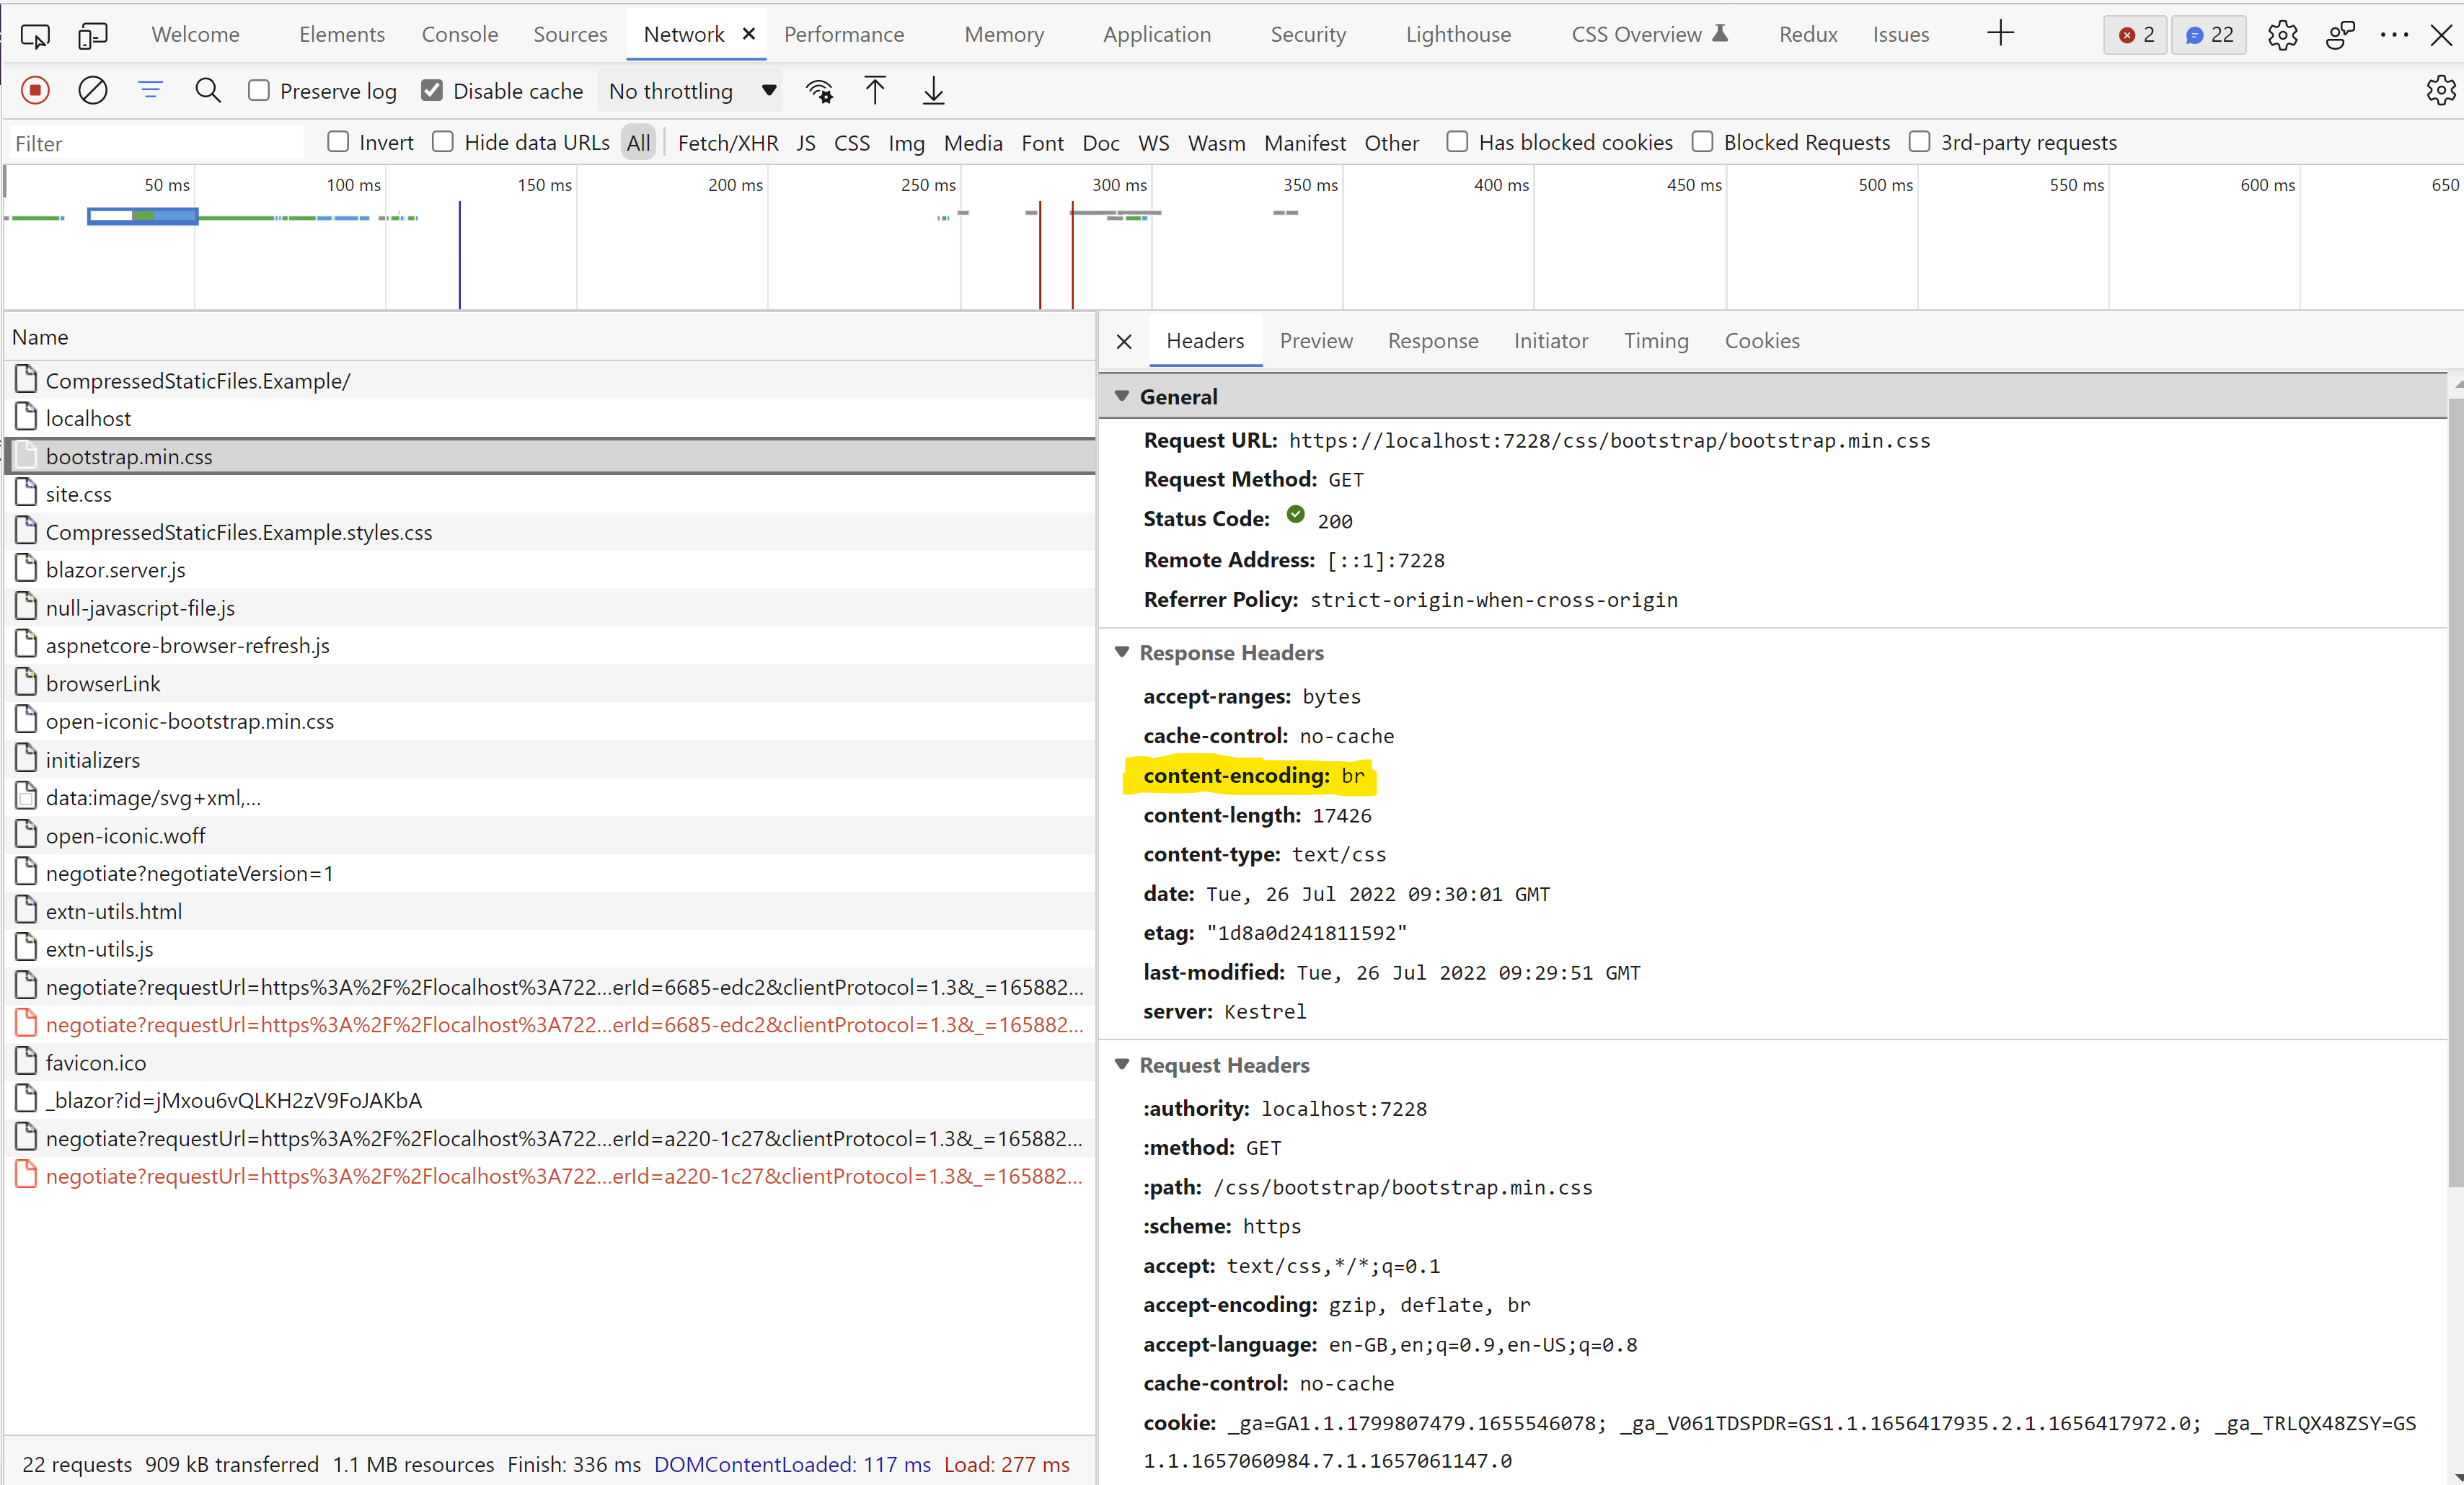 Welcome Elements Console Sources Network Performance Memory Application Security Lighthouse CSS Overview Redux Issues 2 22
Preserve log Disable cache No throttling
Filter Invert Hide data URLs All Fetch/XHR JS CSS Img Media Font Doc WS Wasm Manifest Other Has blocked cookies Blocked Requests 3rd-party requests
50 ms 100 ms 150 ms 200 ms 250 ms 300 ms 350 ms 400 ms 450 ms 500 ms 550 ms 600 ms 650
Name
CompressedStaticFiles.Example/
localhost
bootstrap.min.css
site.css
CompressedStaticFiles.Example.styles.css
blazor.server.js
null-javascript-file.js
aspnetcore-browser-refresh.js
browserLink
open-iconic-bootstrap.min.css
initializers
data:image/svg+xml,...
open-iconic.woff
negotiate?negotiateVersion=1
extn-utils.html
extn-utils.js
negotiate?requestUrl=https%3A%2F%2Flocalhost%3A722...erId=6685-edc2&clientProtocol=1.3&_=165882...
negotiate?requestUrl=https%3A%2F%2Flocalhost%3A722...erId=6685-edc2&clientProtocol=1.3&_=165882...
favicon.ico
_blazor?id=jMxou6vQLKH2zV9FoJAKbA
negotiate?requestUrl=https%3A%2F%2Flocalhost%3A722...erId=a220-1c27&clientProtocol=1.3&_=165882...
negotiate?requestUrl=https%3A%2F%2Flocalhost%3A722...erId=a220-1c27&clientProtocol=1.3&_=165882...
22 requests 909 kB transferred 1.1 MB resources Finish: 336 ms DOMContentLoaded: 117 ms Load: 277 ms
Headers Preview Response Initiator Timing Cookies
General
Request URL: https://localhost:7228/css/bootstrap/bootstrap.min.css
Request Method: GET
Status Code: 200
Remote Address: [::1]:7228
Referrer Policy: strict-origin-when-cross-origin
Response Headers
accept-ranges: bytes
cache-control: no-cache
content-encoding: br
content-length: 17426
content-type: text/css
date: Tue, 26 Jul 2022 09:30:01 GMT
etag: "1d8a0d241811592"
last-modified: Tue, 26 Jul 2022 09:29:51 GMT
server: Kestrel
Request Headers
:authority: localhost:7228
:method: GET
:path: /css/bootstrap/bootstrap.min.css
:scheme: https
accept: text/css,*/*;q=0.1
accept-encoding: gzip, deflate, br
accept-language: en-GB,en;q=0.9,en-US;q=0.8
cache-control: no-cache
cookie: _ga=GA1.1.1799807479.1655546078; _ga_V061TDSPDR=GS1.1.1656417935.2.1.1656417972.0; _ga_TRLQX48ZSY=GS
1.1.1657060984.7.1.1657061147.0